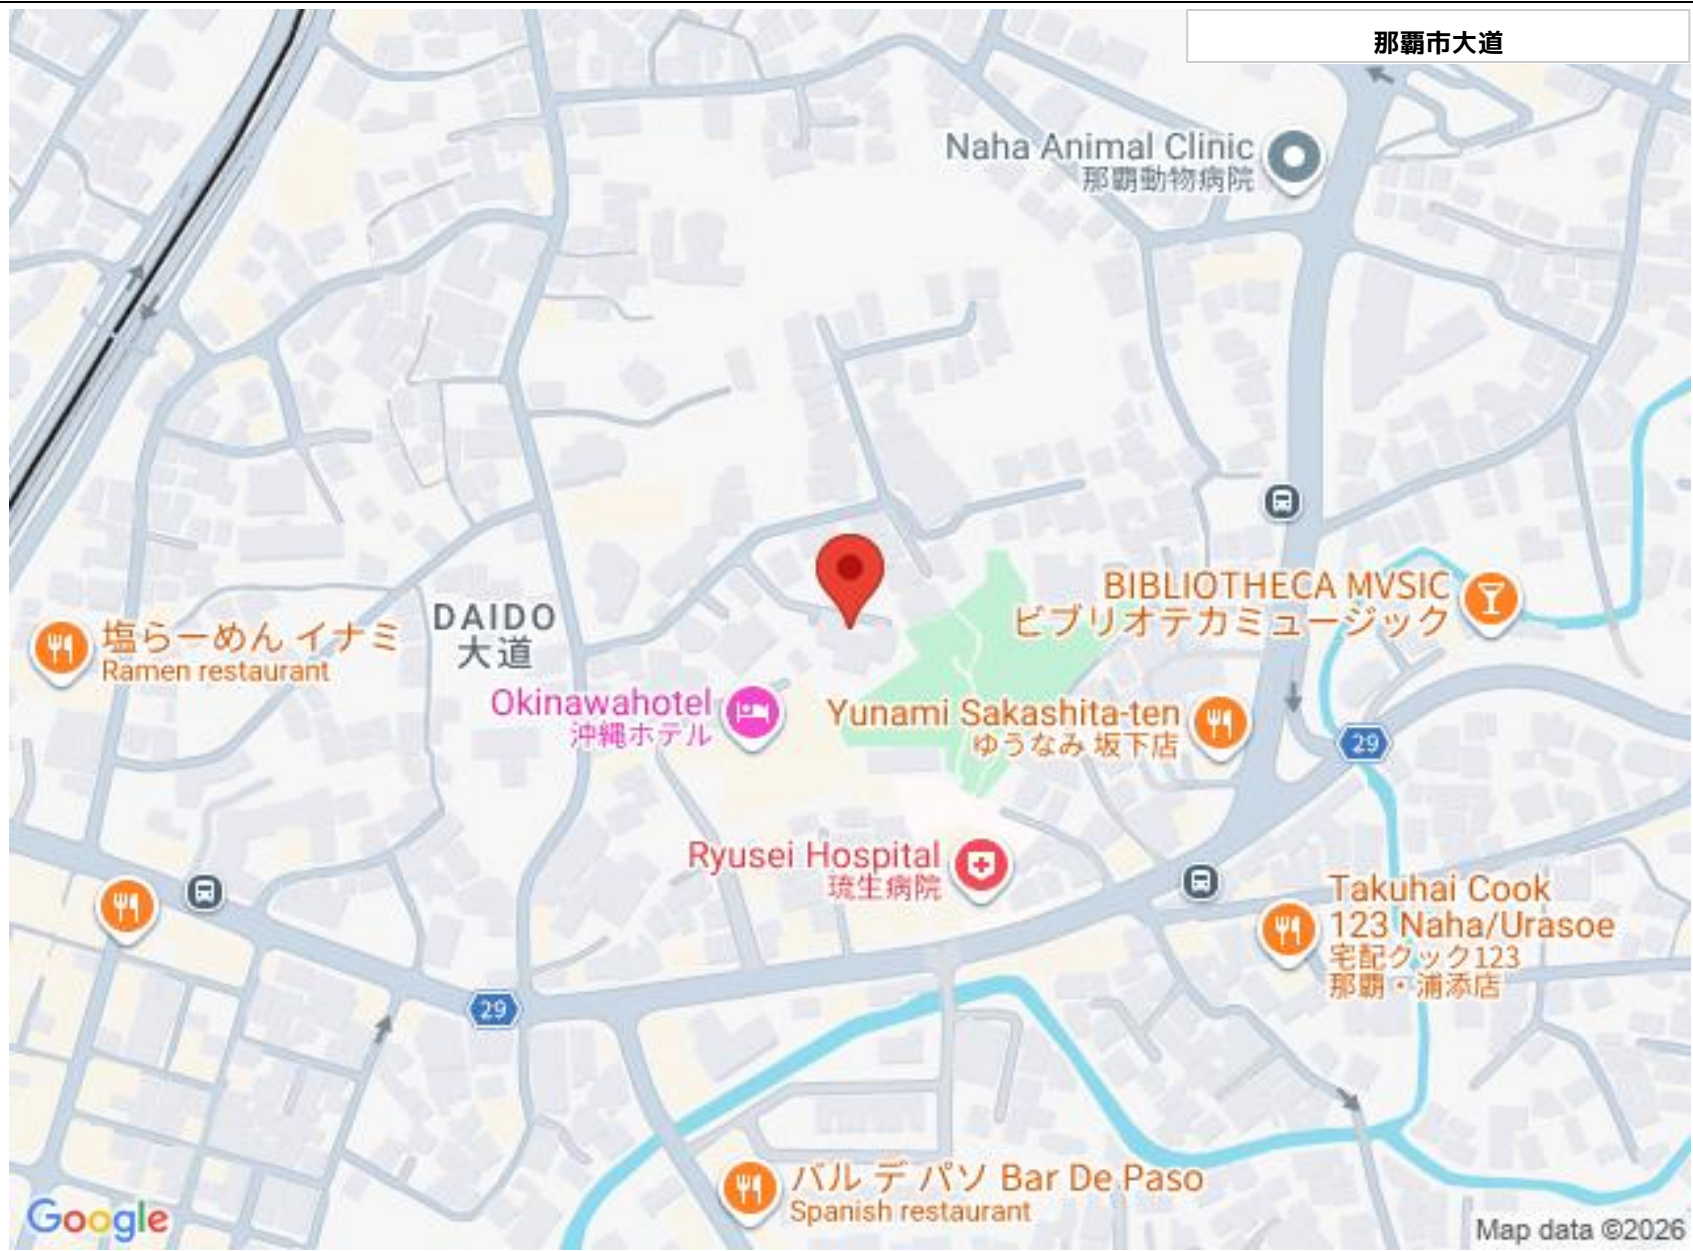 那覇市大道
Naha Animal Clinic
那覇動物病院
BIBLIOTHECA MVSIC
ビブリオテカミュージック
塩らーめん イナミ
Ramen restaurant
DAIDO
大道
Okinawahotel
沖縄ホテル
Yunami Sakashita-ten
ゆうなみ 坂下店
29
Ryusei Hospital
琉生病院
Takuhai Cook
123 Naha/Urasoe
宅配クック123
那覇・浦添店
29
バル デ パソ Bar De Paso
Spanish restaurant
Google
Map data ©2026